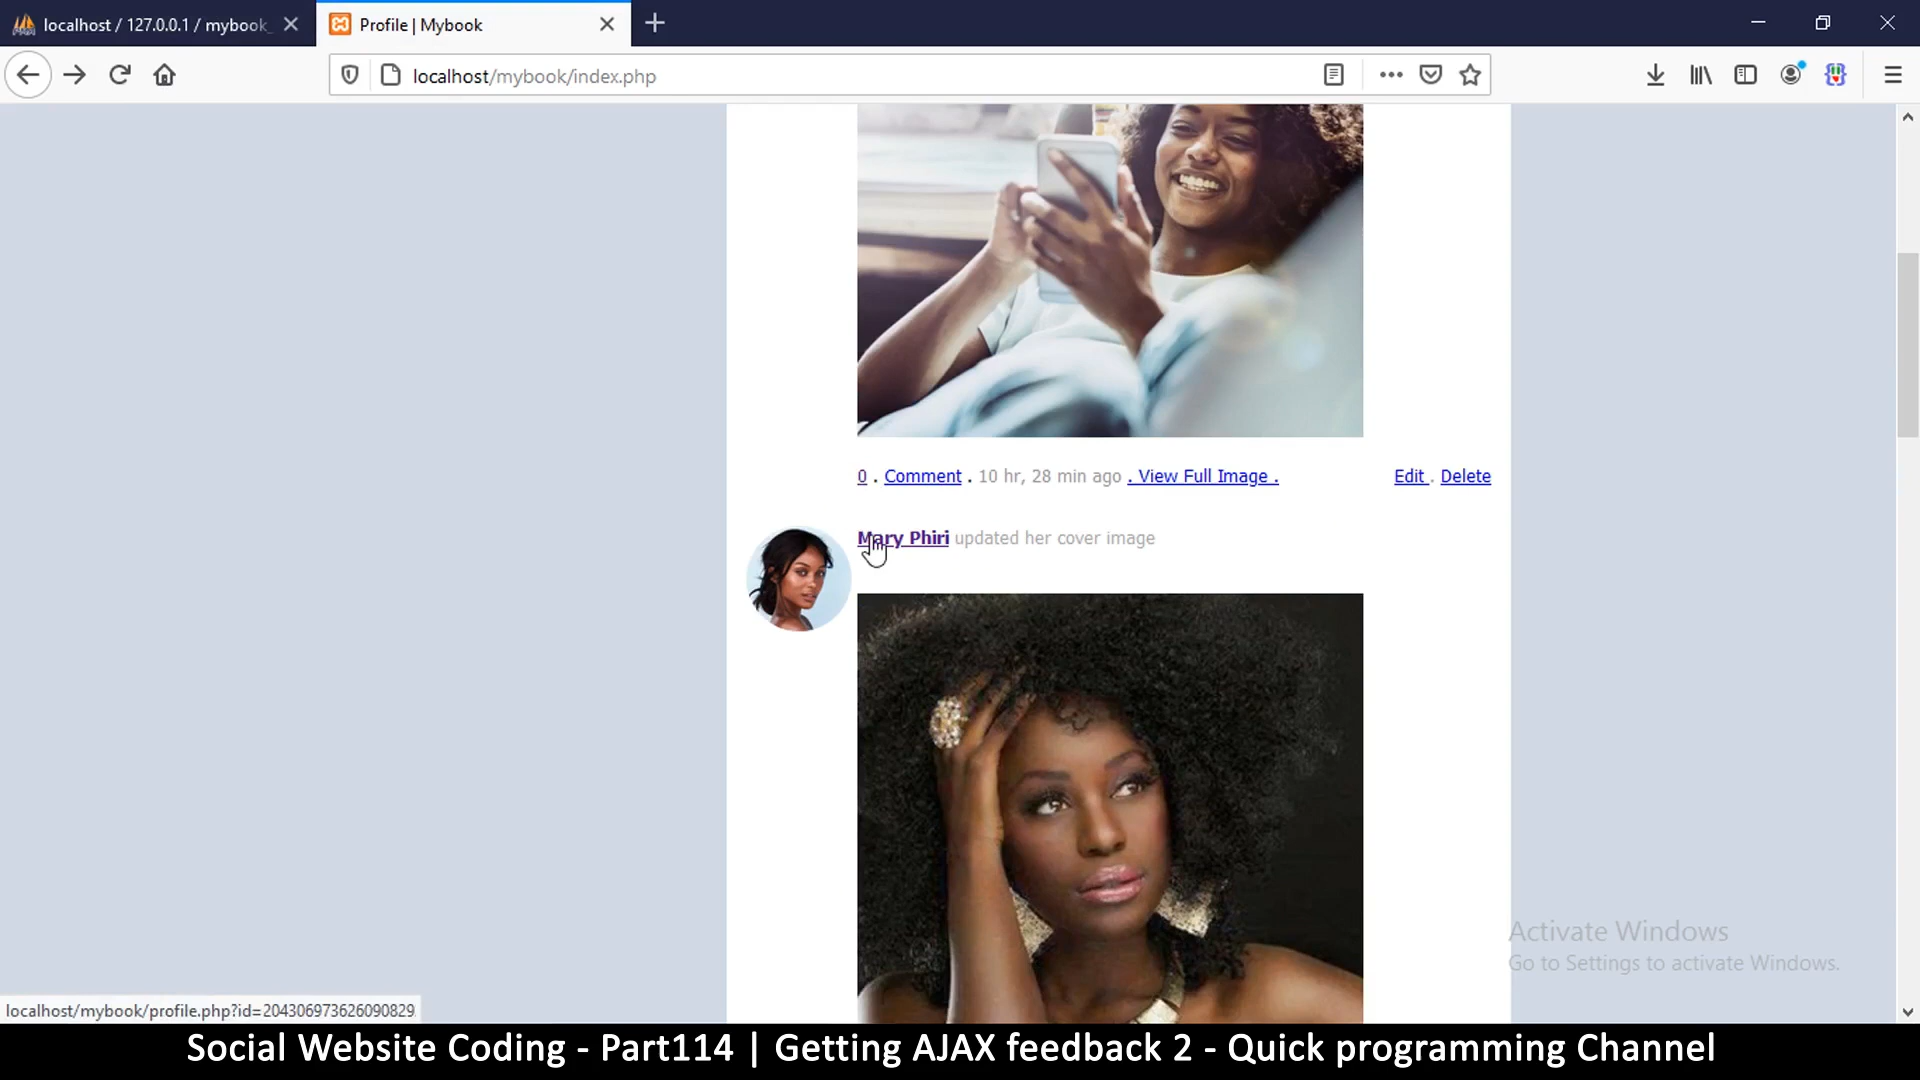 localhost / 127.0.0.1 / mybook_
Profile | Mybook
localhost/mybook/index.php
0 . Comment . 10 hr, 28 min ago . View Full Image .
Edit . Delete
Mary Phiri updated her cover image
Activate Windows
Go to Settings to activate Windows.
localhost/mybook/profile.php?id=204306973626090829
Social Website Coding - Part114 | Getting AJAX feedback 2 - Quick programming Channel